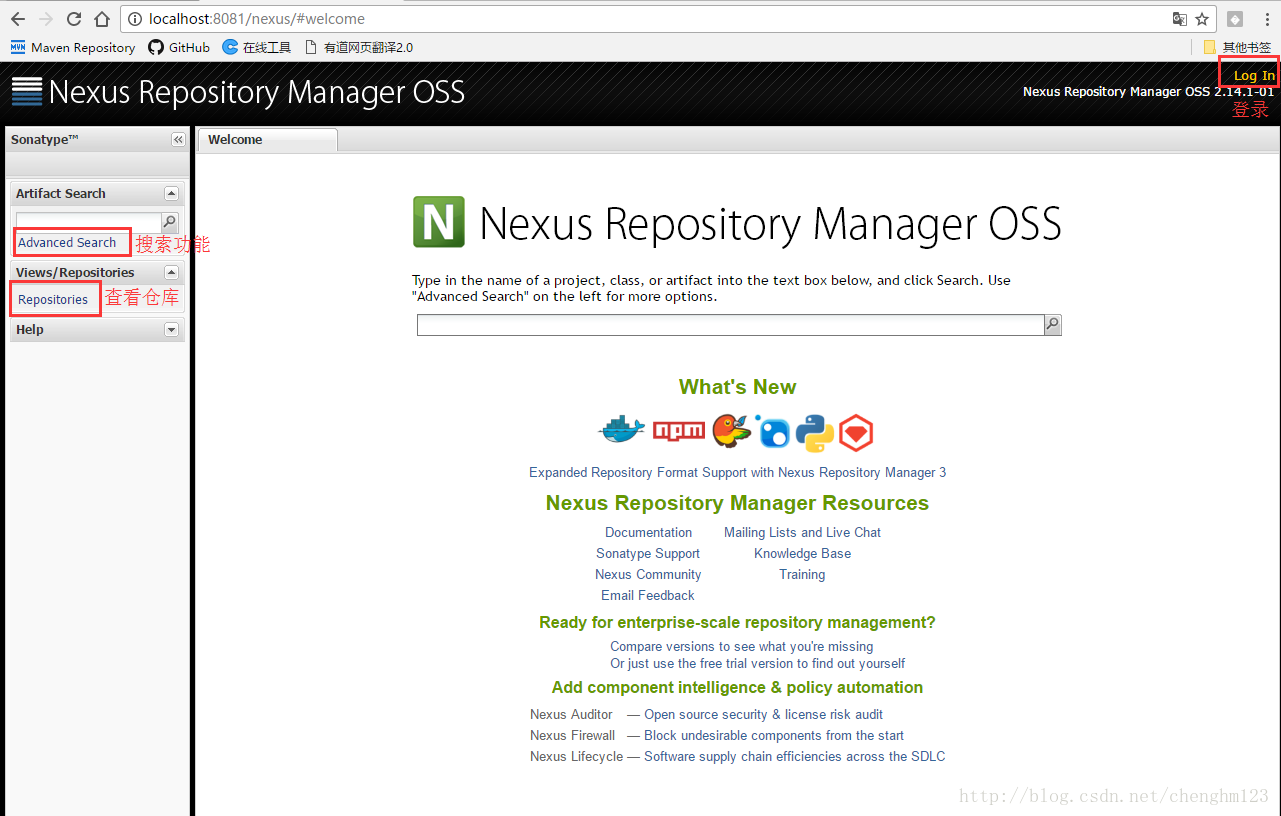 localhost:8081/nexus/#welcome
Maven Repository GitHub 在线工具 有道网页翻译2.0 其他书签
Nexus Repository Manager OSS
Log In
Nexus Repository Manager OSS 2.14.1-01
登录
Sonatype™
Welcome
Artifact Search
Advanced Search 搜索功能
Views/Repositories
Repositories 查看仓库
Help
N Nexus Repository Manager OSS
Type in the name of a project, class, or artifact into the text box below, and click Search. Use
"Advanced Search" on the left for more options.
What's New
npm
Expanded Repository Format Support with Nexus Repository Manager 3
Nexus Repository Manager Resources
Documentation Mailing Lists and Live Chat
Sonatype Support Knowledge Base
Nexus Community Training
Email Feedback
Ready for enterprise-scale repository management?
Compare versions to see what you're missing
Or just use the free trial version to find out yourself
Add component intelligence & policy automation
Nexus Auditor — Open source security & license risk audit
Nexus Firewall — Block undesirable components from the start
Nexus Lifecycle — Software supply chain efficiencies across the SDLC
http://blog.csdn.net/chenghm123